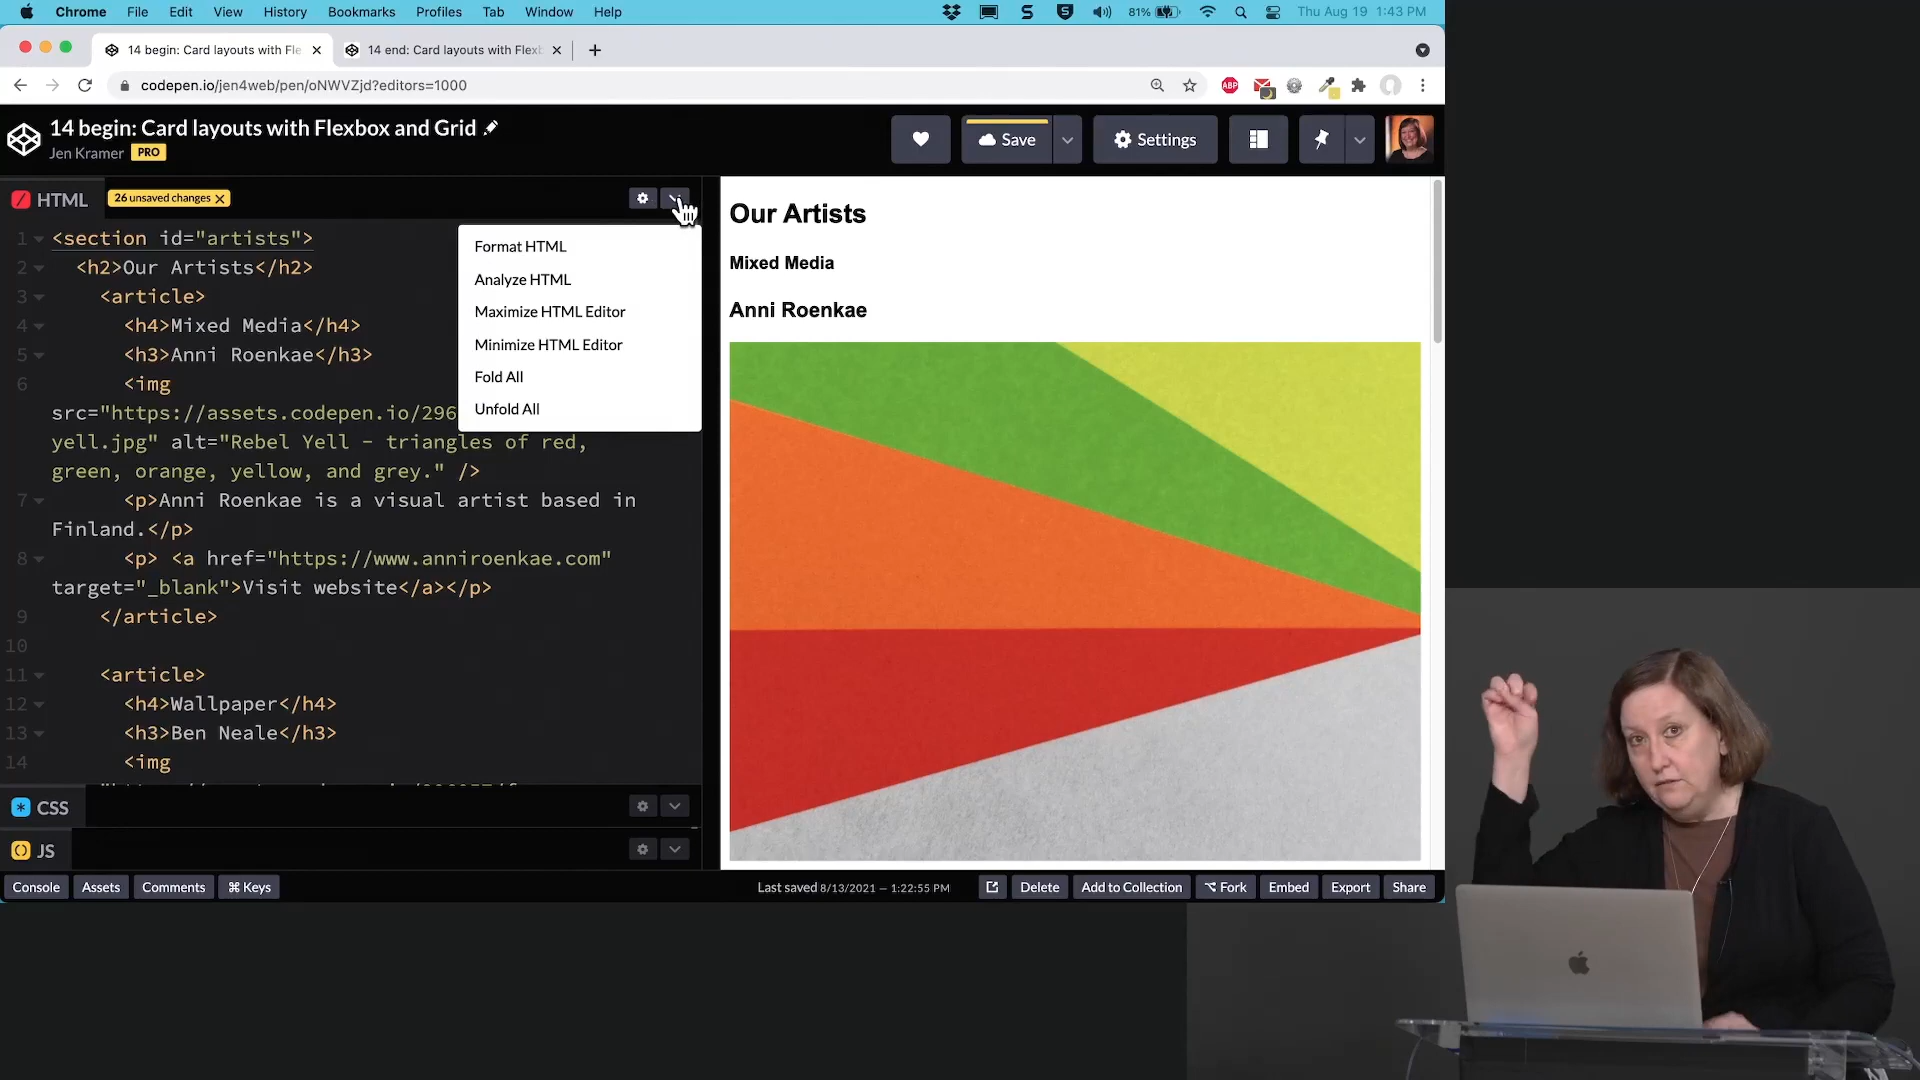 Chrome File Edit View History Bookmarks Profiles Tab Window Help 81% Thu Aug 19 1:43 PM
14 begin: Card layouts with Fle
14 end: Card layouts with Flexb
codepen.io/jen4web/pen/oNWVZjd?editors=1000
ABP
14 begin: Card layouts with Flexbox and Grid
Jen Kramer PRO
Save
Settings
HTML
26 unsaved changes
Format HTML
Analyze HTML
Maximize HTML Editor
Minimize HTML Editor
Fold All
Unfold All
1 <section id="artists">
2 <h2>Our Artists</h2>
3 <article>
4 <h4>Mixed Media</h4>
5 <h3>Anni Roenkae</h3>
6 <img
src="https://assets.codepen.io/296
yell.jpg" alt="Rebel Yell - triangles of red,
green, orange, yellow, and grey." />
7 <p>Anni Roenkae is a visual artist based in
Finland.</p>
8 <p> <a href="https://www.anniroenkae.com"
target="_blank">Visit website</a></p>
9 </article>
10
11 <article>
12 <h4>Wallpaper</h4>
13 <h3>Ben Neale</h3>
14 <img
CSS
JS
Our Artists
Mixed Media
Anni Roenkae
Console
Assets
Comments
⌘ Keys
Last saved 8/13/2021 — 1:22:55 PM
Delete
Add to Collection
Fork
Embed
Export
Share